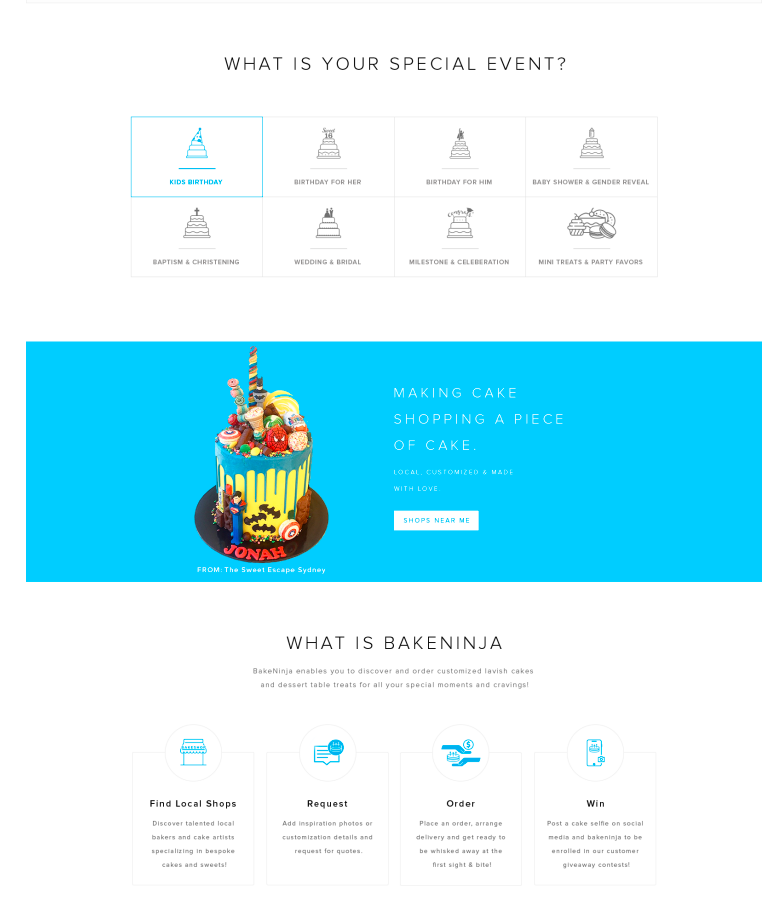 WHAT IS YOUR SPECIAL EVENT?
Sweet
16
KIDS BIRTHDAY
BIRTHDAY FOR HER
BIRTHDAY FOR HIM
BABY SHOWER & GENDER REVEAL
congrats
BAPTISM & CHRISTENING
WEDDING & BRIDAL
MILESTONE & CELEBERATION
MINI TREATS & PARTY FAVORS
MAKING CAKE
SHOPPING A PIECE
OF CAKE.
LOCAL, CUSTOMIZED & MADE
WITH LOVE
SHOPS NEAR ME
JONAH
FROM: The Sweet Escape Sydney
WHAT IS BAKENINJA
BakeNinja enables you to discover and order customized lavish cakes
and dessert table treats for all your special moments and cravings!
Find Local Shops
Discover talented local
bakers and cake artists
specializing in bespoke
cakes and sweets!
Request
Add inspiration photos or
customization details and
request for quotes.
$
Order
Place an order, arrange
delivery and get ready to
be whisked away at the
first sight & bite!
Win
Post a cake selfie on social
media and bakeninja to be
enrolled in our customer
giveaway contests!